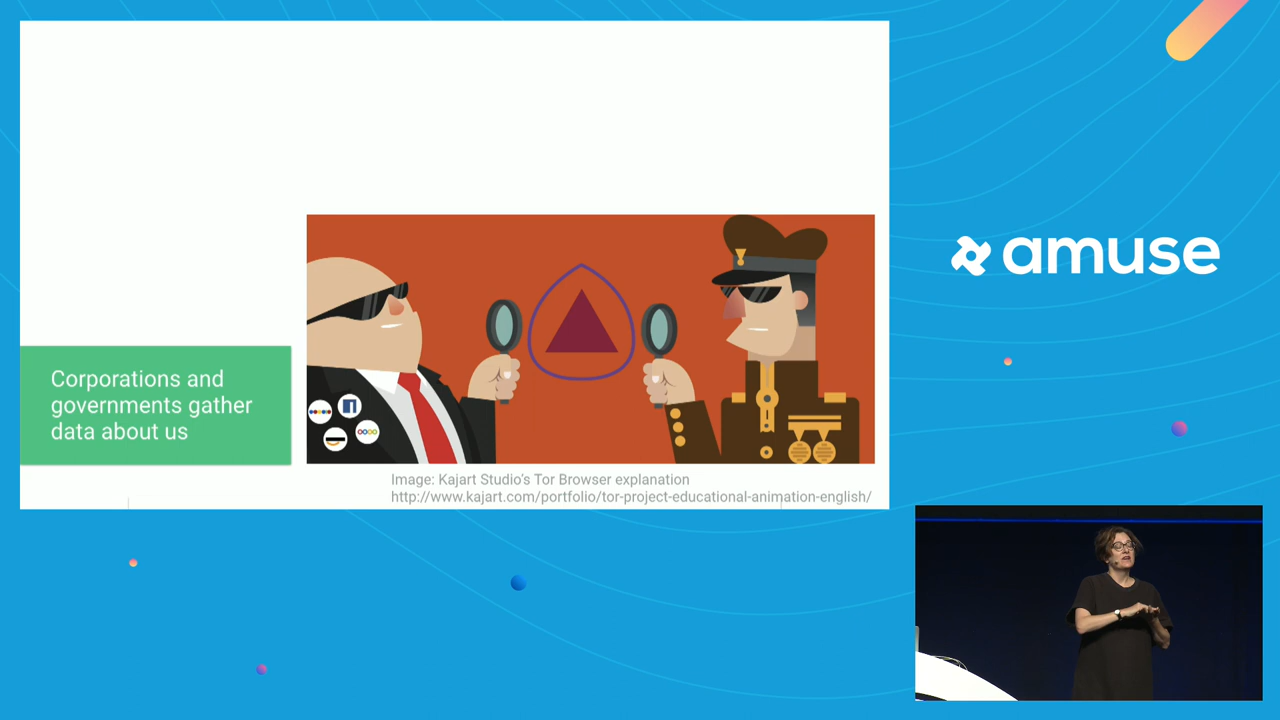 Corporations and
governments gather
data about us
Image: Kajart Studio's Tor Browser explanation
http://www.kajart.com/portfolio/tor-project-educational-animation-english/
amuse